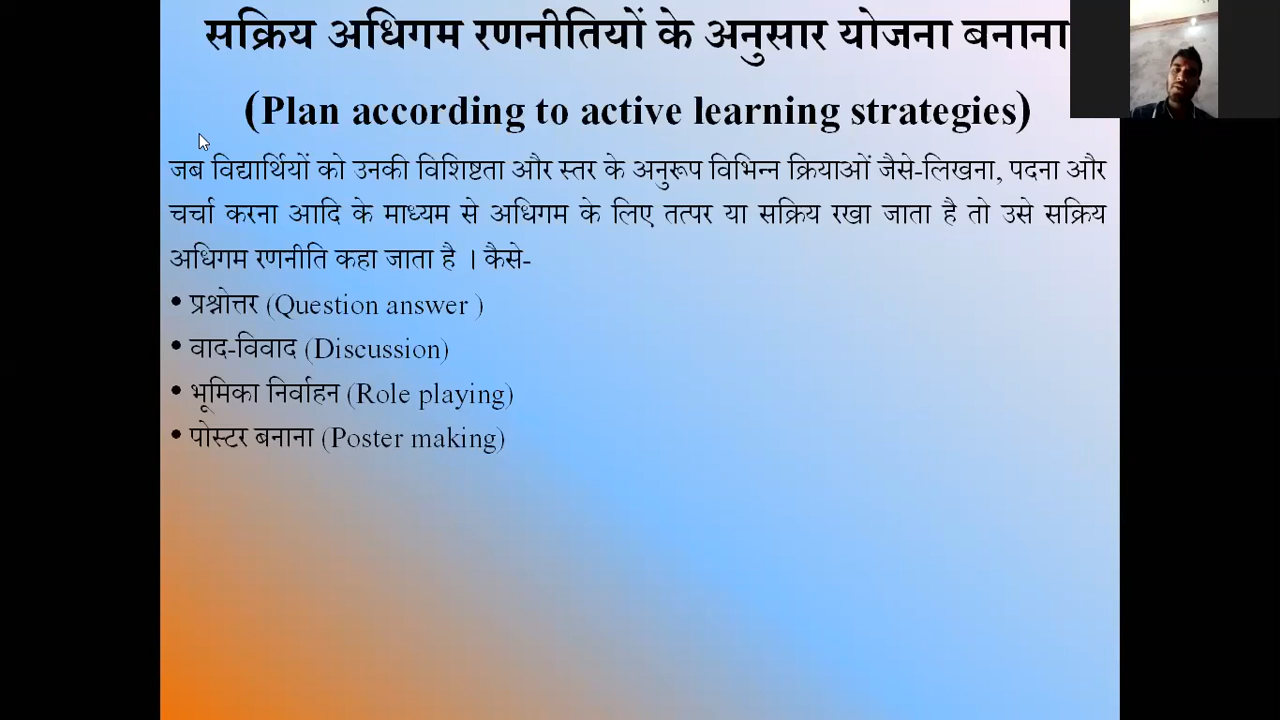 सक्रिय अधिगम रणनीतियों के अनुसार योजना बनाना
(Plan according to active learning strategies)
जब विद्यार्थियों को उनकी विशिष्टता और स्तर के अनुरूप विभिन्न क्रियाओं जैसे-लिखना, पदना और
चर्चा करना आदि के माध्यम से अधिगम के लिए तत्पर या सक्रिय रखा जाता है तो उसे सक्रिय
अधिगम रणनीति कहा जाता है । कैसे-
• प्रश्नोत्तर (Question answer )
• वाद-विवाद (Discussion)
• भूमिका निर्वाहन (Role playing)
• पोस्टर बनाना (Poster making)